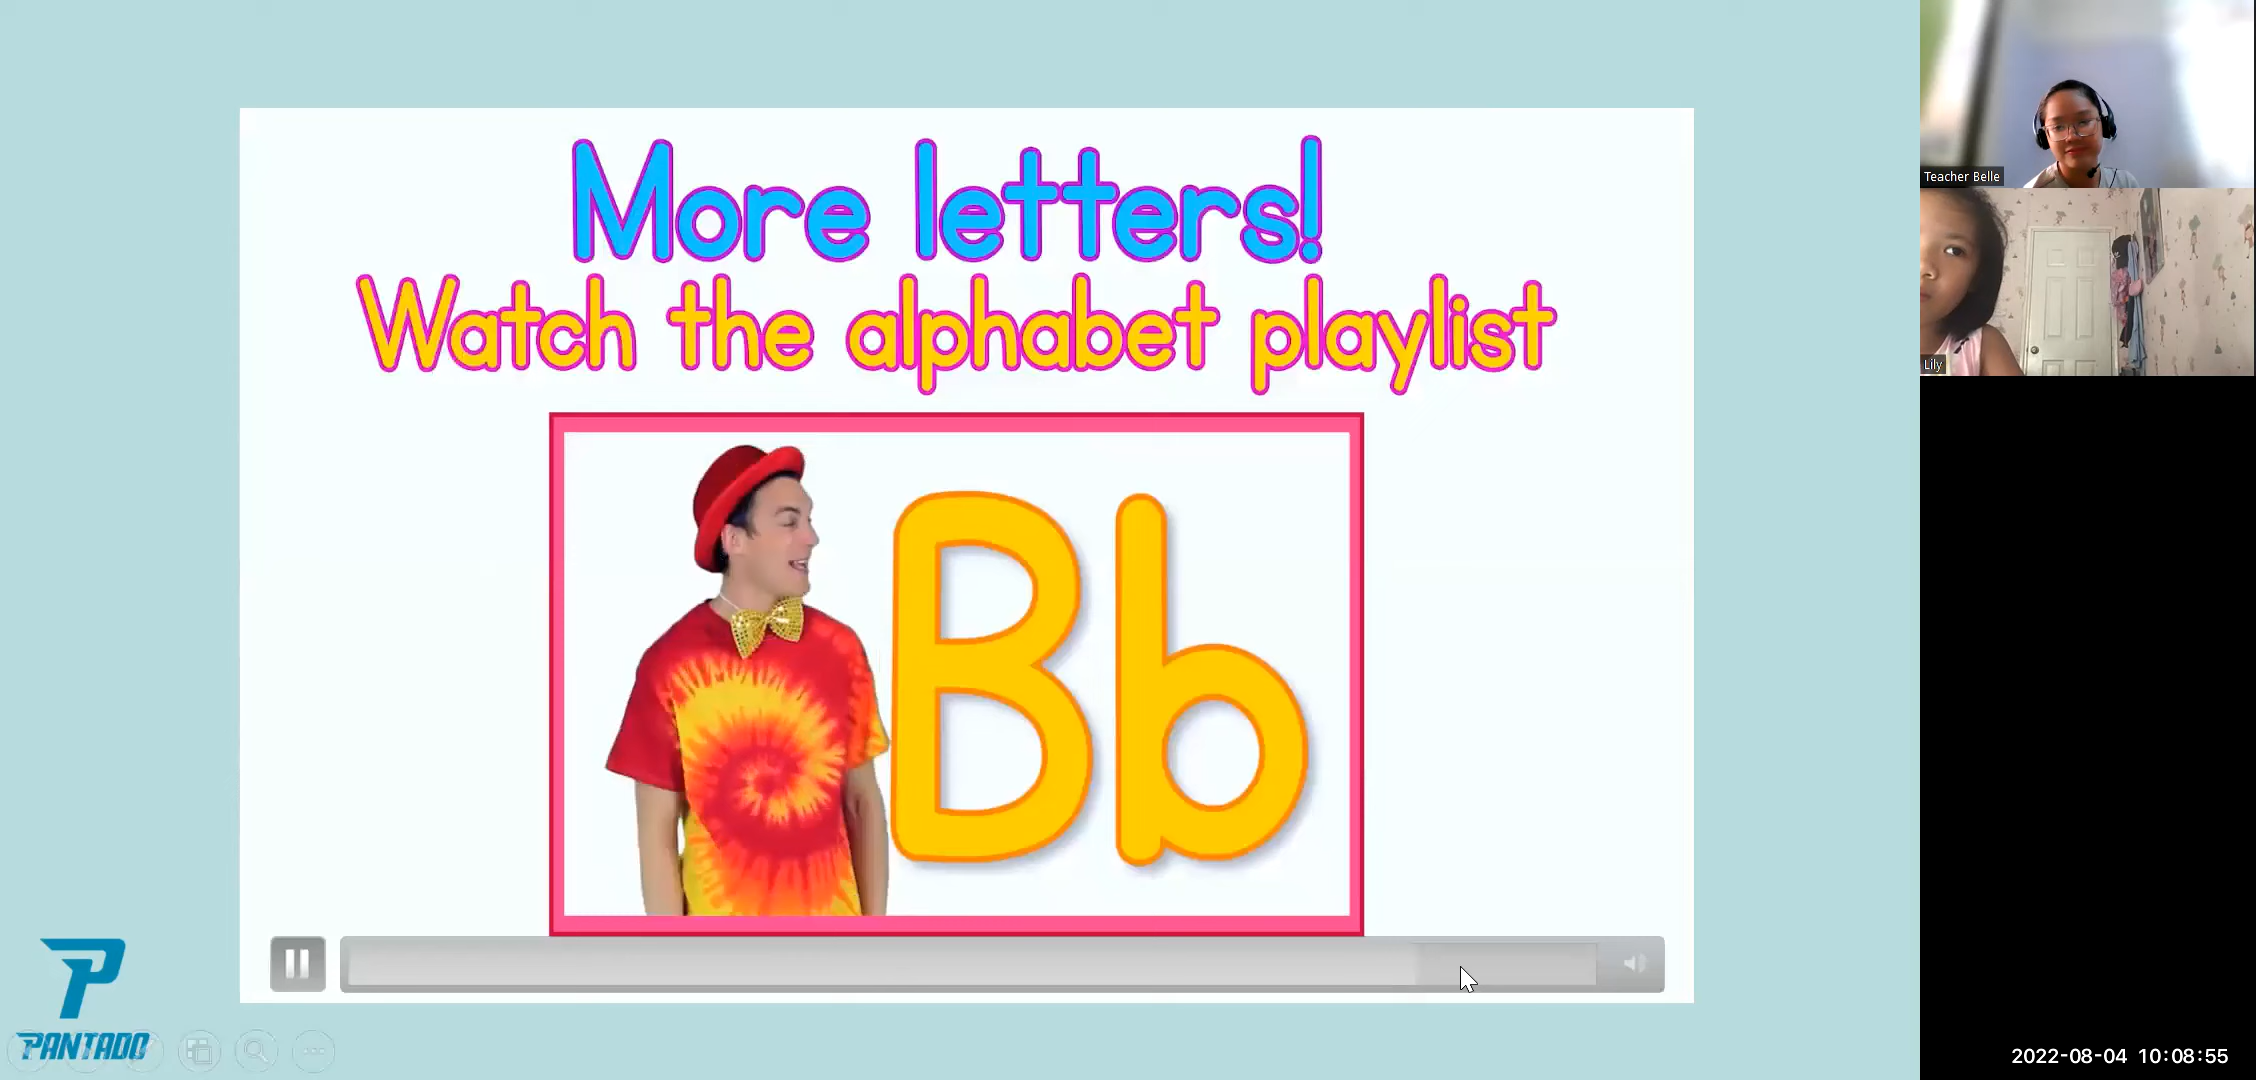 More letters!
Watch the alphabet playlist
Bb
PANTADO
Teacher Belle
Lily
2022-08-04 10:08:55